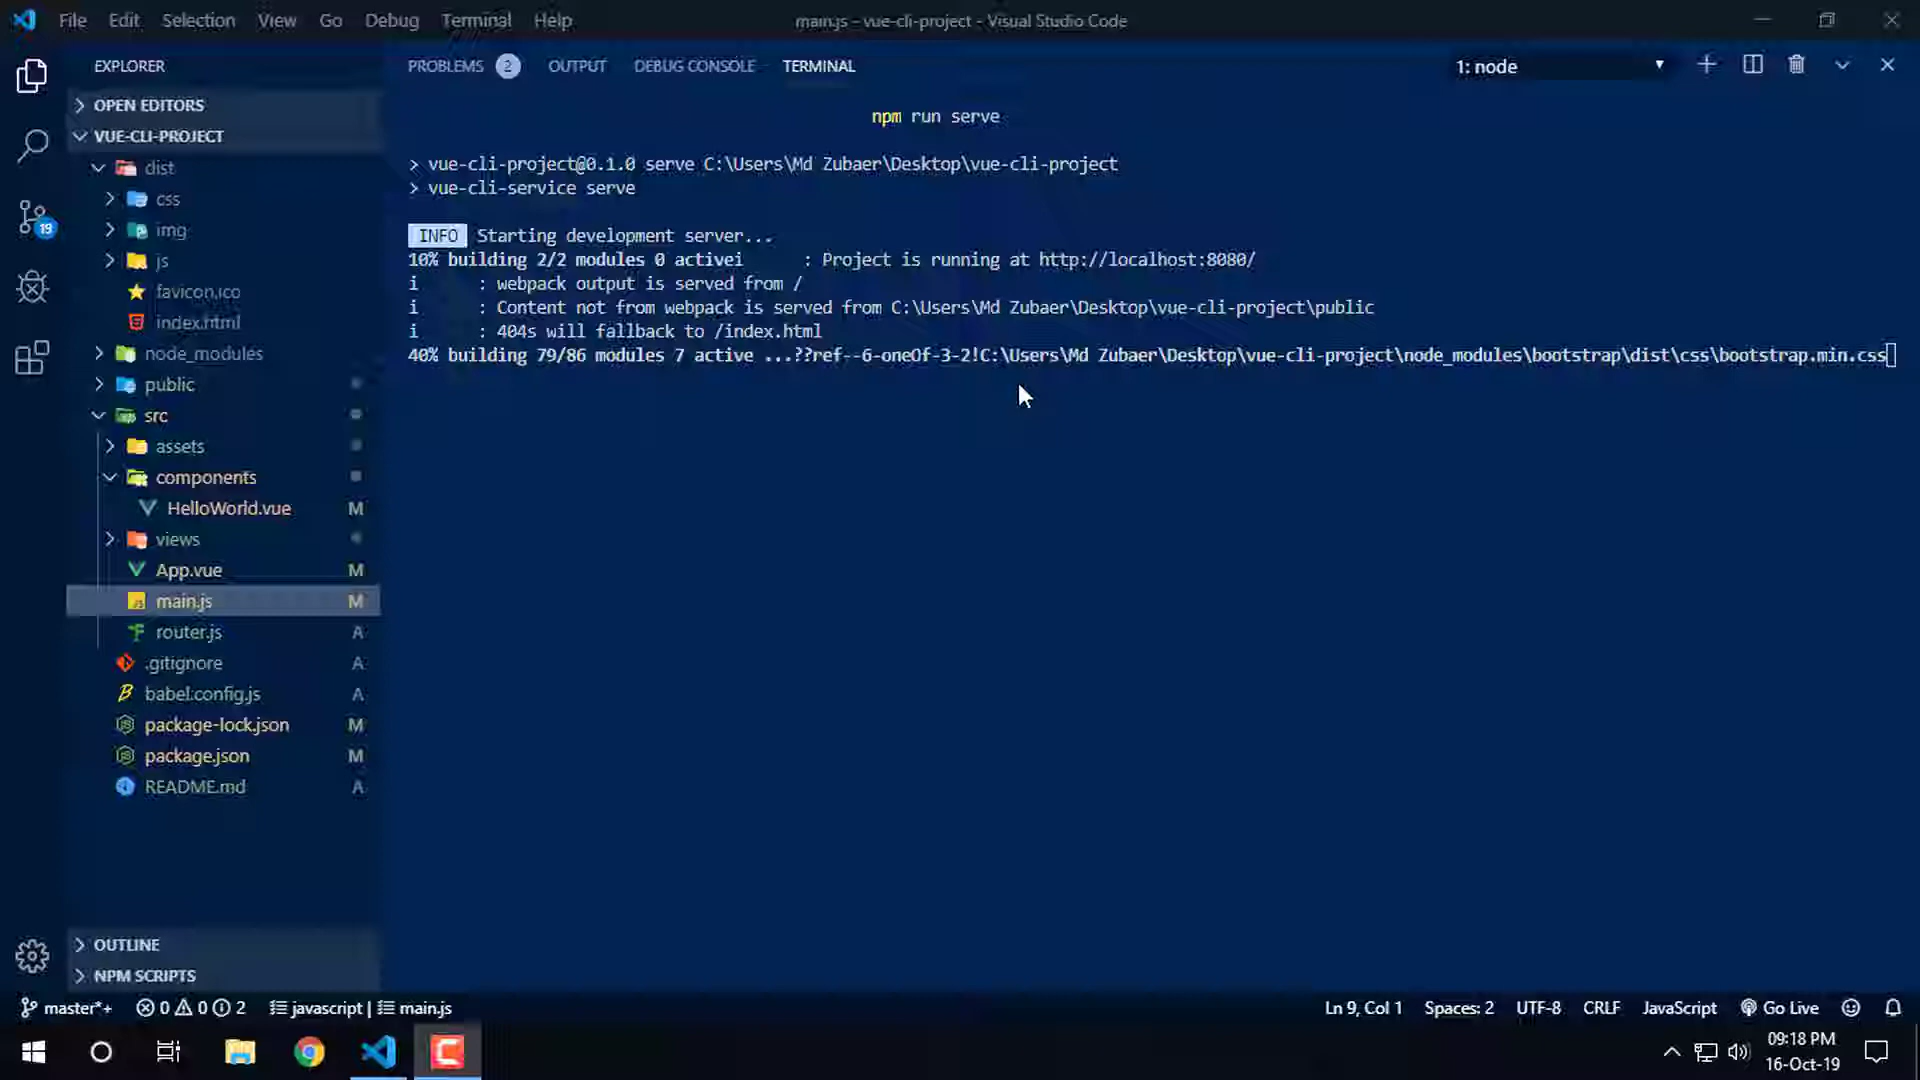 File Edit Selection View Go Debug Terminal Help
main.js - vue-cli-project - Visual Studio Code
EXPLORER
OPEN EDITORS
VUE-CLI-PROJECT
dist
css
img
js
favicon.ico
index.html
node_modules
public
src
assets
components
HelloWorld.vue M
views
App.vue M
main.js M
router.js A
.gitignore A
babel.config.js A
package-lock.json M
package.json M
README.md A
OUTLINE
NPM SCRIPTS
19
PROBLEMS 2 OUTPUT DEBUG CONSOLE TERMINAL
1: node
npm run serve
> vue-cli-project@0.1.0 serve C:\Users\Md Zubaer\Desktop\vue-cli-project
> vue-cli-service serve
INFO Starting development server...
10% building 2/2 modules 0 activei : Project is running at http://localhost:8080/
i : webpack output is served from /
i : Content not from webpack is served from C:\Users\Md Zubaer\Desktop\vue-cli-project\public
i : 404s will fallback to /index.html
40% building 79/86 modules 7 active ...??ref--6-oneOf-3-2!C:\Users\Md Zubaer\Desktop\vue-cli-project\node_modules\bootstrap\dist\css\bootstrap.min.css
master*+ 0 0 2 javascript | main.js
Ln 9, Col 1 Spaces: 2 UTF-8 CRLF JavaScript Go Live
09:18 PM
16-Oct-19